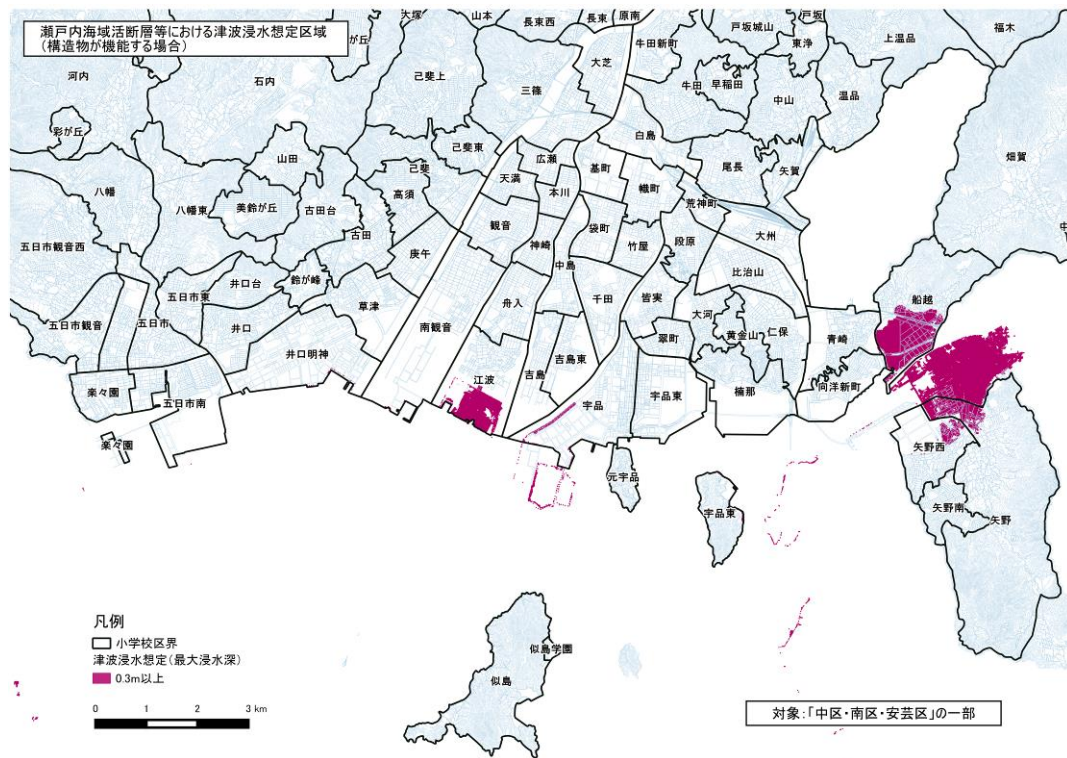 瀬戸内海域活断層等における津波浸水想定区域
（構造物が機能する場合）
が丘
大塚
山本
長束西
長束
原南
戸坂城山
戸坂
東浄
上温品
福木
河内
石内
己斐上
三篠
大芝
牛田新町
牛田
早稲田
中山
温品
彩が丘
山田
己斐東
己斐
広瀬
白島
基町
尾長
矢賀
畑賀
八幡
八幡東
美鈴が丘
古田台
高須
天満
本川
幟町
荒神町
中
五日市観音西
古田
庚午
観音
神崎
袋町
竹屋
段原
大州
中島
比治山
五日市東
井口台
鈴が峰
草津
舟入
千田
皆実
船越
五日市観音
五日市
井口
南観音
大河
黄金山
仁保
青崎
井口明神
翠町
吉島東
江波
吉島
宇品
宇品東
楠那
向洋新町
楽々園
五日市南
楽々園
元宇品
宇品東
矢野西
矢野南
矢野
似島学園
似島
凡例
小学校区界
津波浸水想定（最大浸水深）
0.3m以上
0 1 2 3 km
対象：「中区・南区・安芸区」の一部